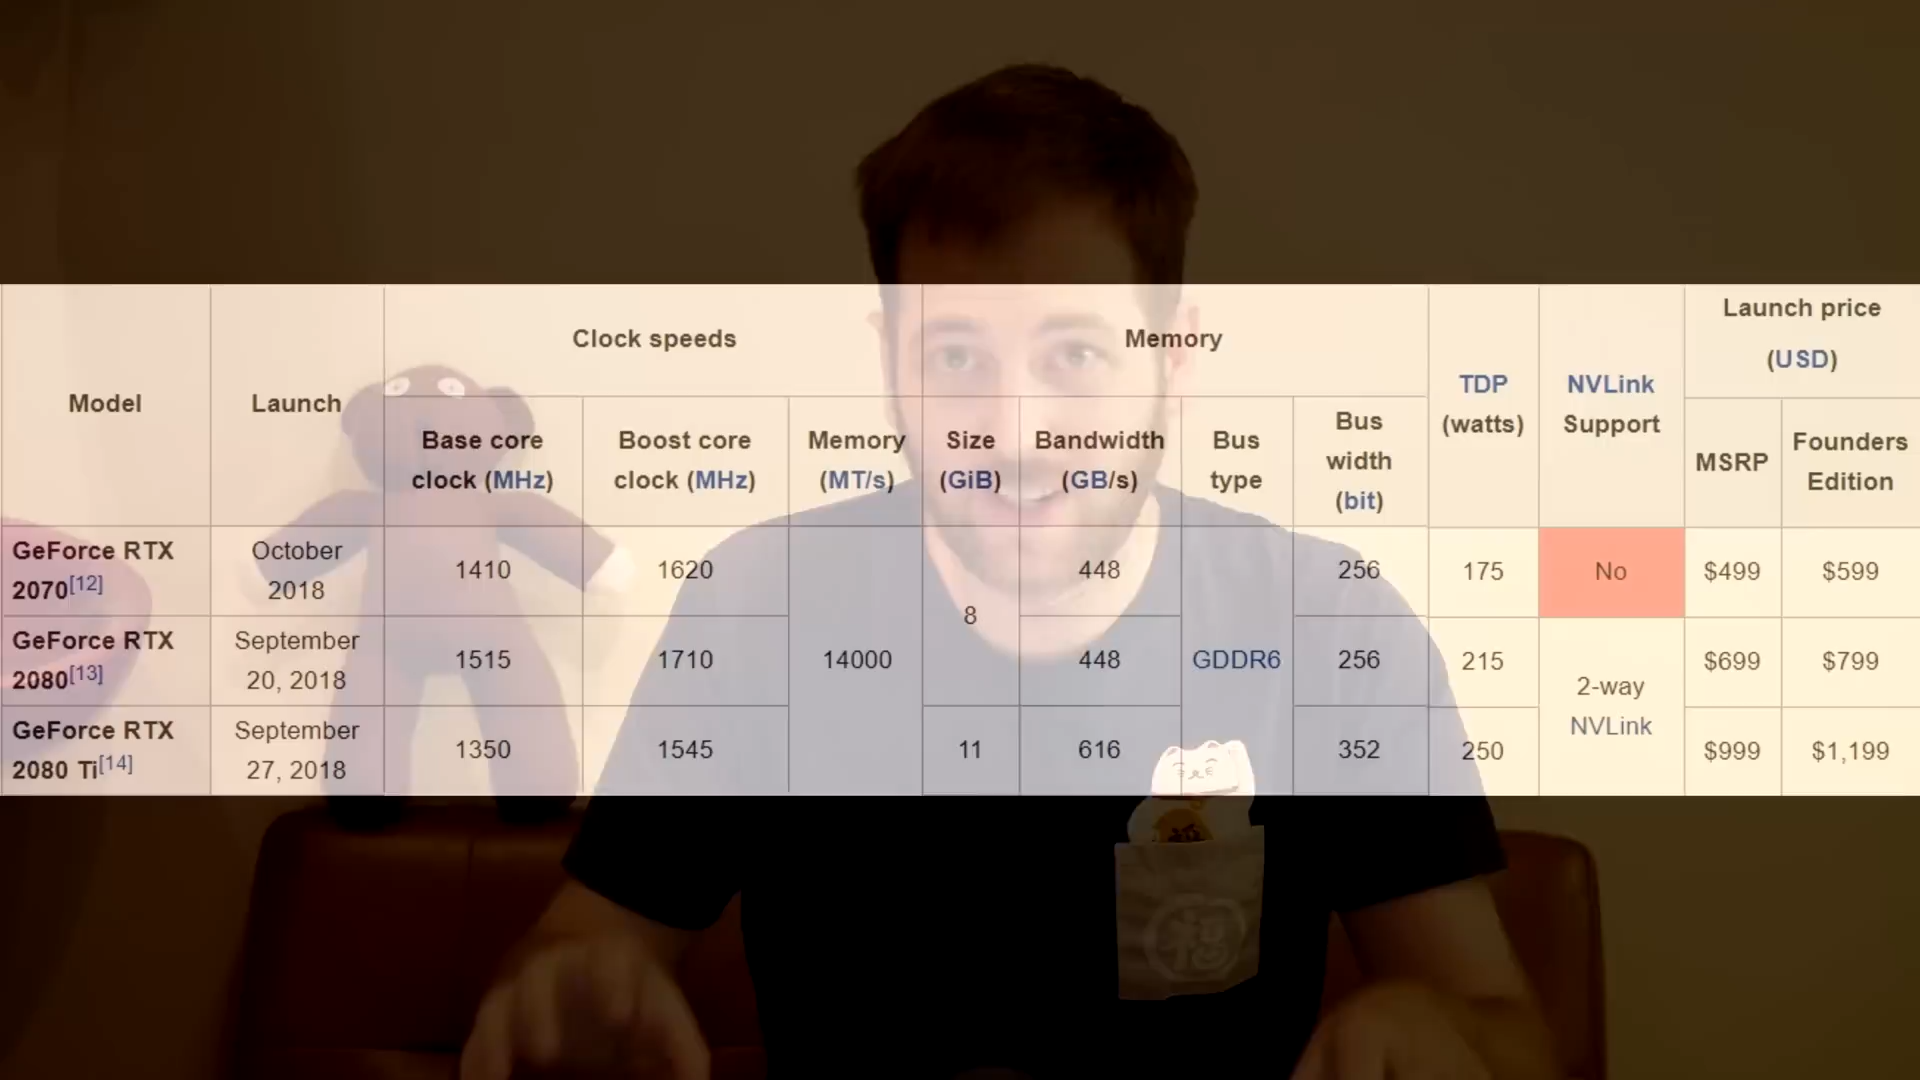 Model
Launch
Clock speeds
Memory
TDP
(watts)
NVLink
Support
Launch price
(USD)
Base core
clock (MHz)
Boost core
clock (MHz)
Memory
(MT/s)
Size
(GiB)
Bandwidth
(GB/s)
Bus
type
Bus
width
(bit)
MSRP
Founders
Edition
GeForce RTX
2070[12]
October
2018
1410
1620
14000
8
448
GDDR6
256
175
No
$499
$599
GeForce RTX
2080[13]
September
20, 2018
1515
1710
448
256
215
2-way
NVLink
$699
$799
GeForce RTX
2080 Ti[14]
September
27, 2018
1350
1545
11
616
352
250
$999
$1,199
福
福